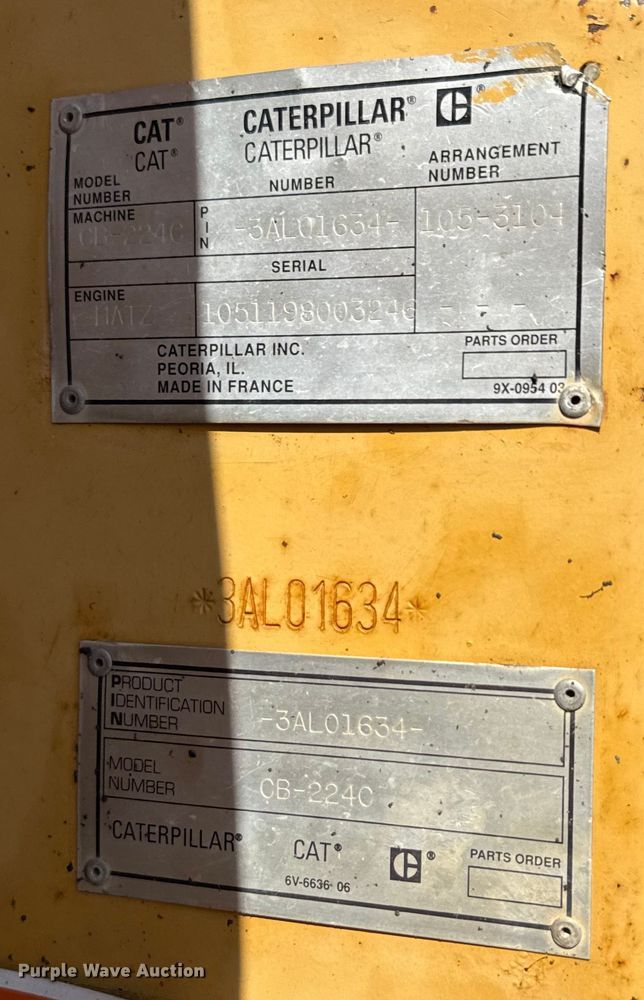 CAT® CATERPILLAR® C®
CAT® CATERPILLAR®
MODEL NUMBER NUMBER ARRANGEMENT NUMBER
MACHINE CB-224C PIN -3AL01634- 105-3104
SERIAL
ENGINE HATZ 1051198003246 - - -
CATERPILLAR INC. PARTS ORDER
PEORIA, IL.
MADE IN FRANCE 9X-0954 03
*3AL01634*
PRODUCT
IDENTIFICATION
NUMBER -3AL01634-
MODEL
NUMBER CB-224C
CATERPILLAR® CAT® C® PARTS ORDER
6V-6636 06
Purple Wave Auction